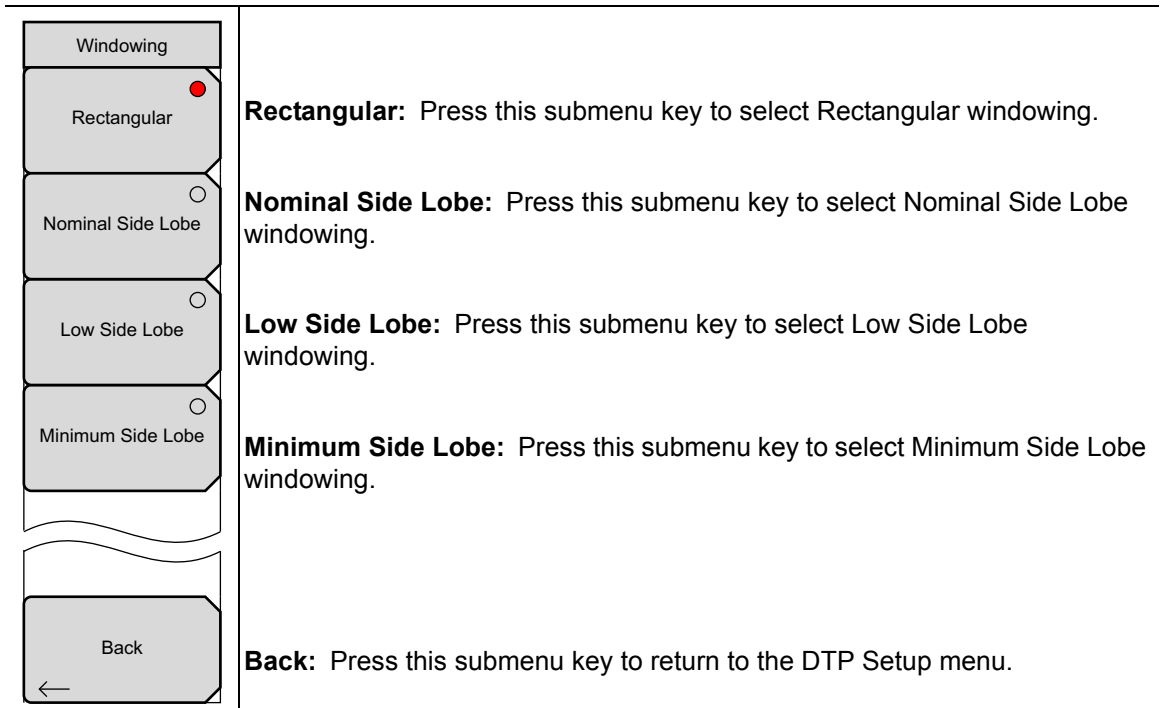 Windowing
Rectangular
Nominal Side Lobe
Low Side Lobe
Minimum Side Lobe
Back
Rectangular: Press this submenu key to select Rectangular windowing.
Nominal Side Lobe: Press this submenu key to select Nominal Side Lobe
windowing.
Low Side Lobe: Press this submenu key to select Low Side Lobe
windowing.
Minimum Side Lobe: Press this submenu key to select Minimum Side Lobe
windowing.
Back: Press this submenu key to return to the DTP Setup menu.